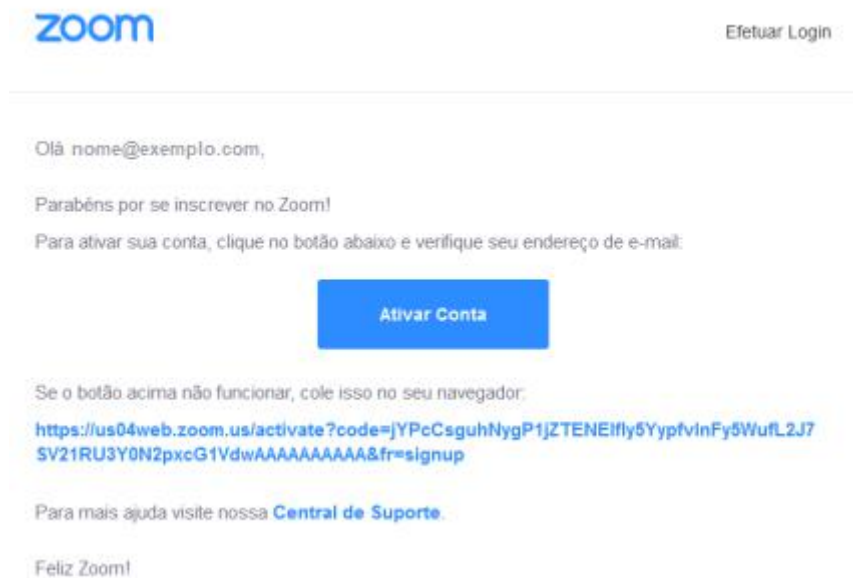 zoom
Efetuar Login
Olá nome@exemplo.com,
Parabéns por se inscrever no Zoom!
Para ativar sua conta, clique no botão abaixo e verifique seu endereço de e-mail:
Ativar Conta
Se o botão acima não funcionar, cole isso no seu navegador:
https://us04web.zoom.us/activate?code=jYPcCsguhNygP1jZTENElfly5YypfvInFy5WufL2J7
SV21RU3Y0N2pxcG1VdwAAAAAAAAAA&fr=signup
Para mais ajuda visite nossa Central de Suporte.
Feliz Zoom!